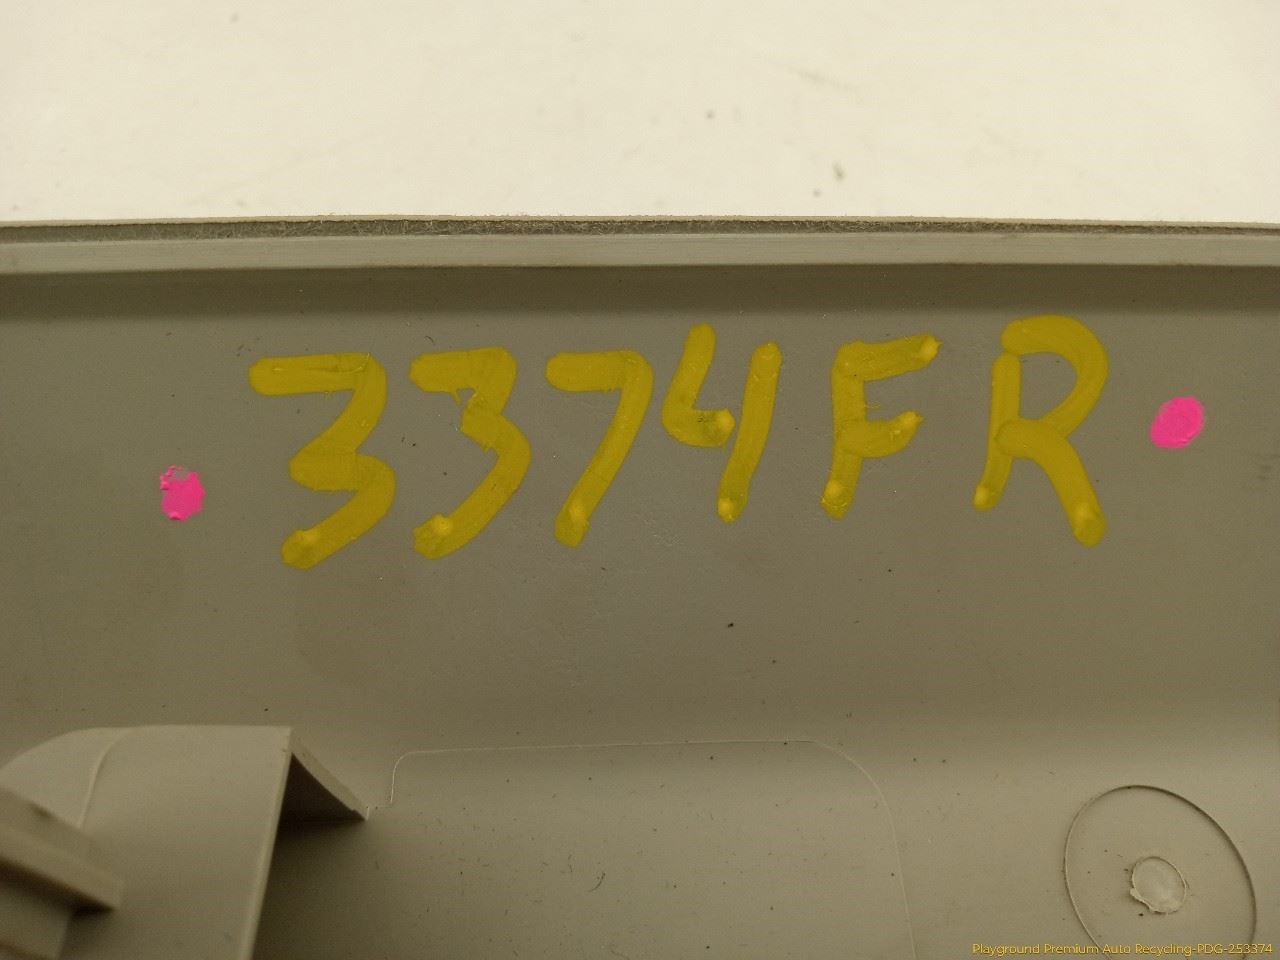 3374FR
Playground Premium Auto Recycling-PDG-253374